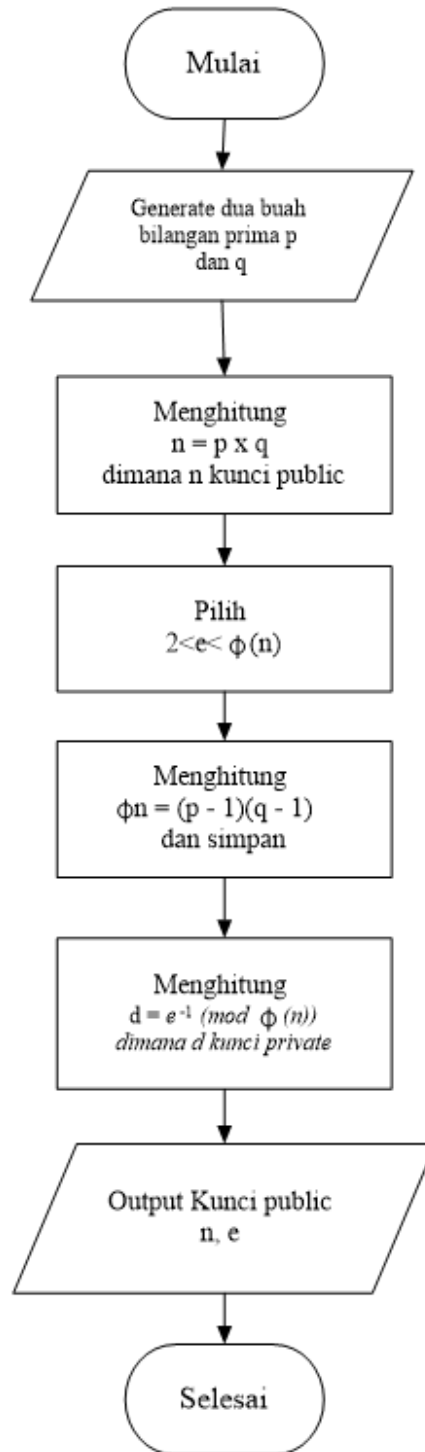 Mulai
Generate dua buah
bilangan prima p
dan q
Menghitung
n = p x q
dimana n kunci public
Pilih
2<e< ϕ(n)
Menghitung
ϕn = (p - 1)(q - 1)
dan simpan
Menghitung
d = e⁻¹ (mod ϕ (n))
dimana d kunci private
Output Kunci public
n, e
Selesai